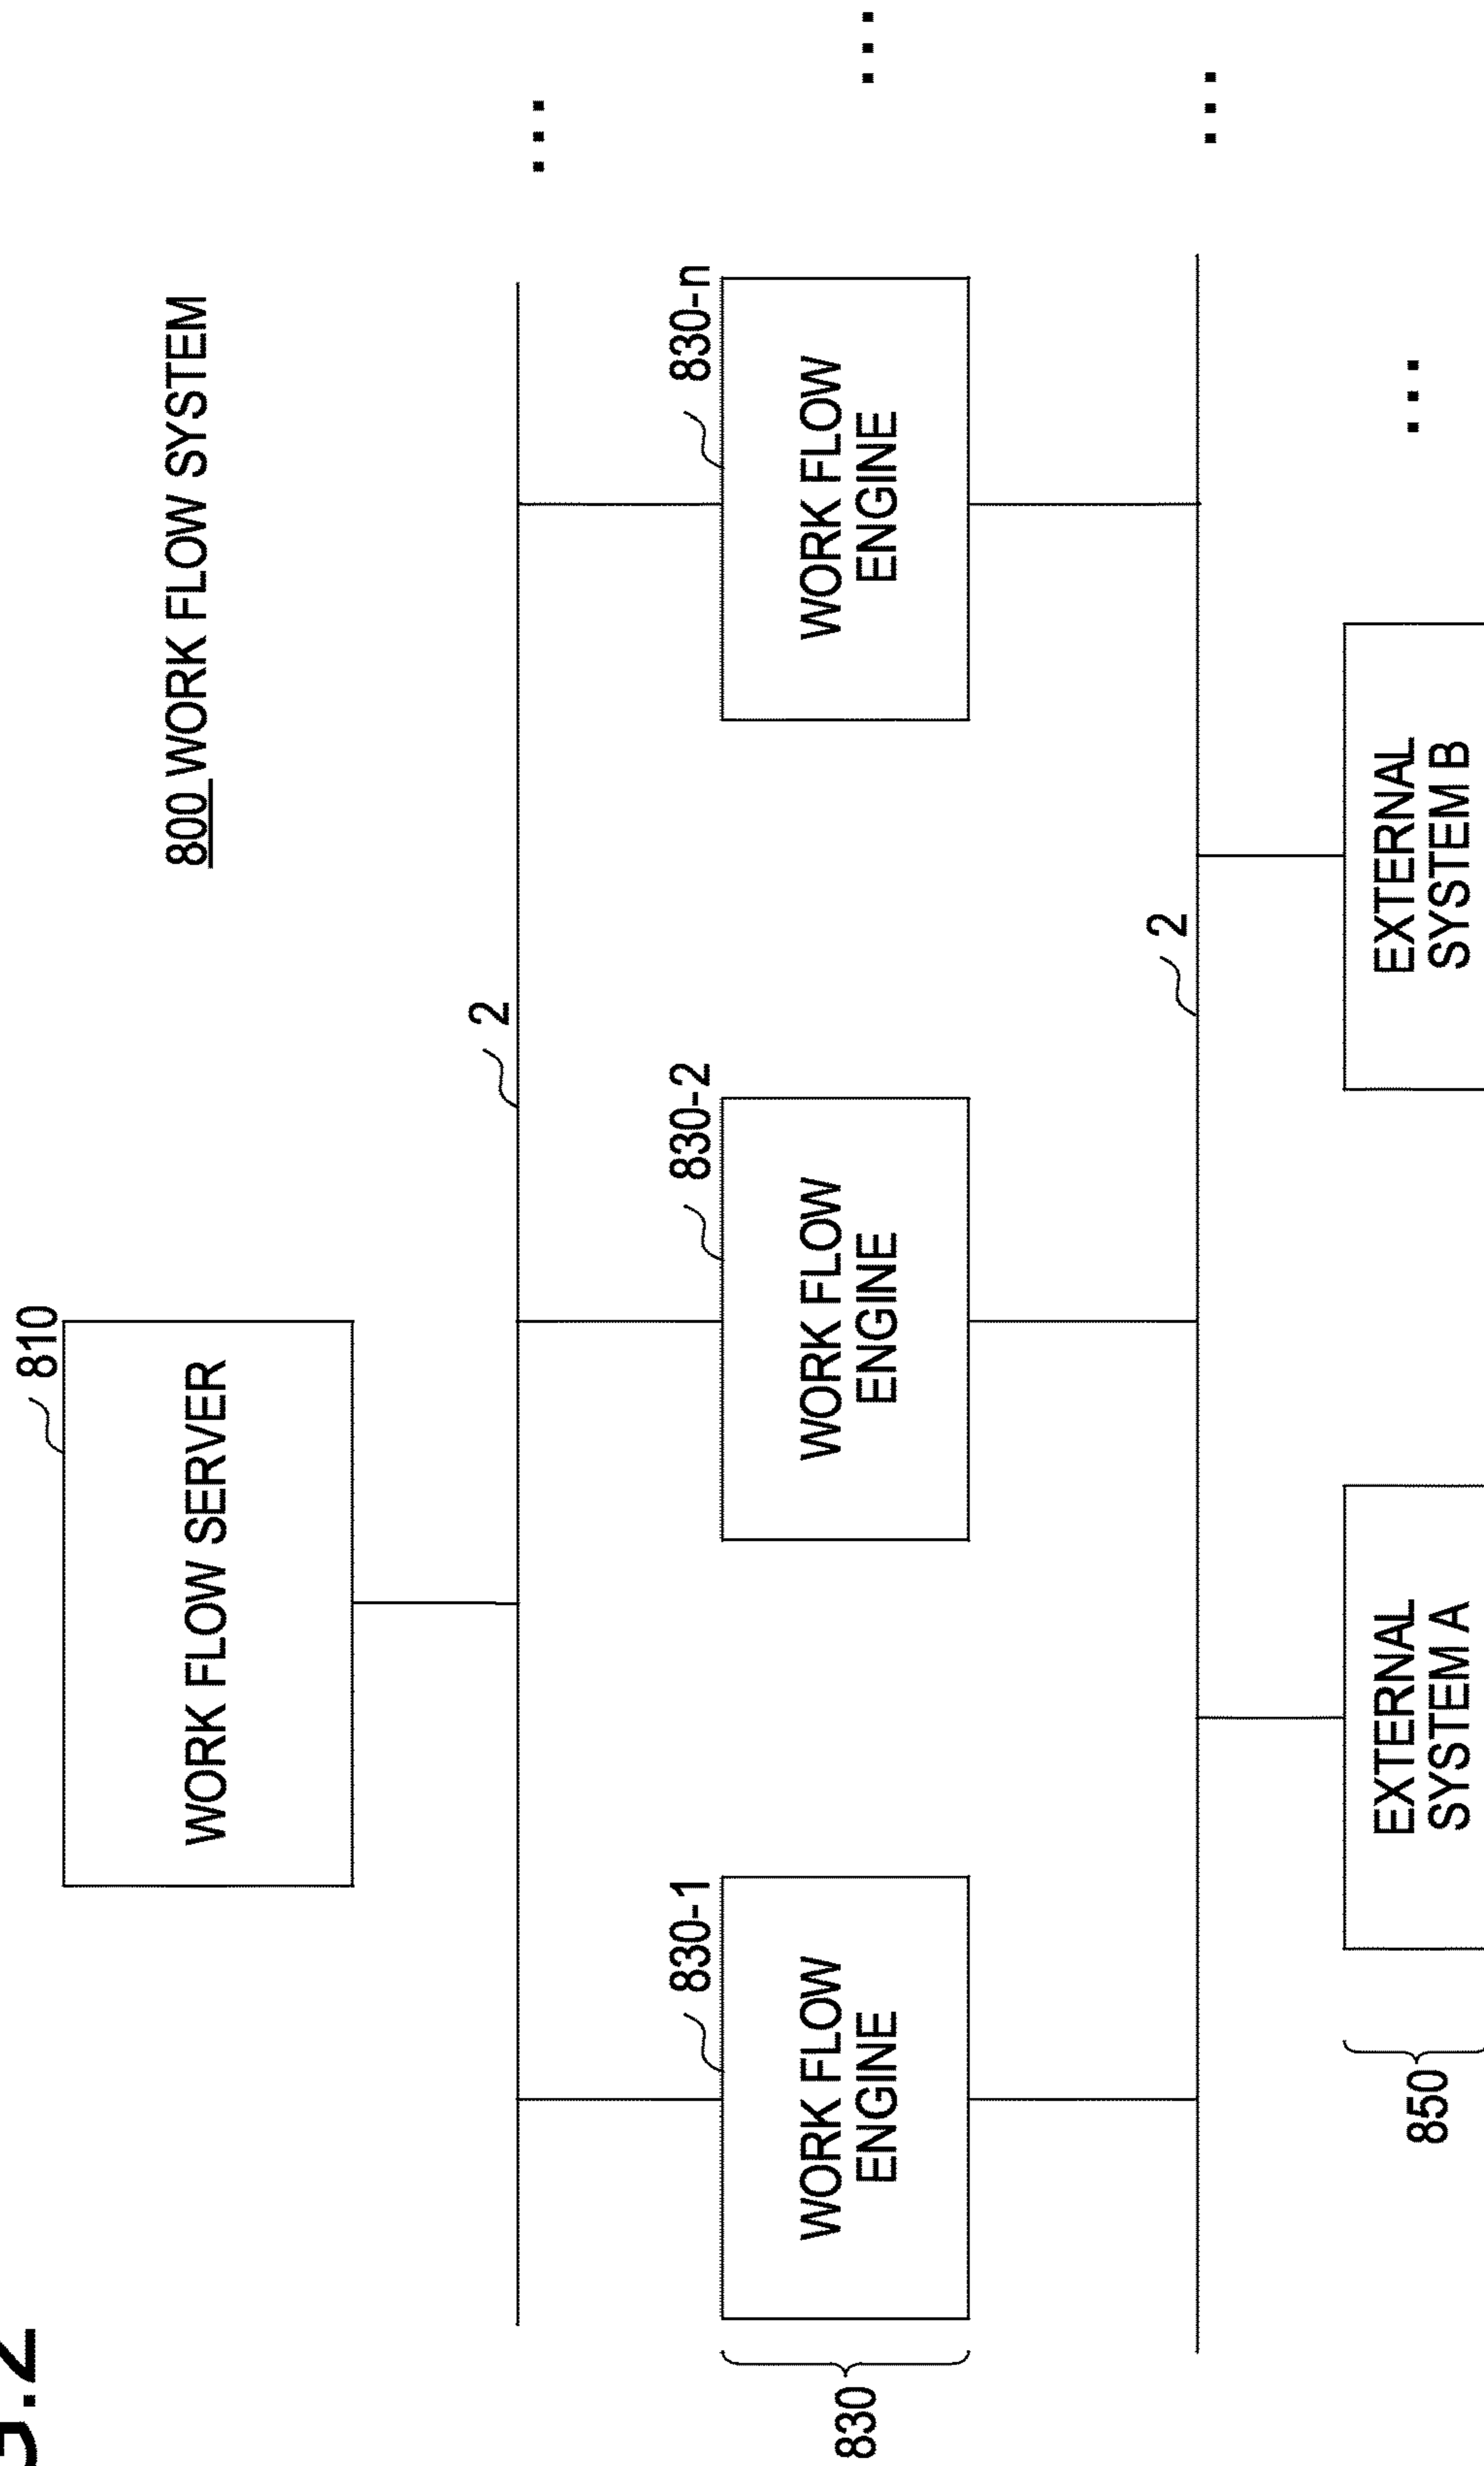 G.2
800 WORK FLOW SYSTEM
810
WORK FLOW SERVER
2
830-1
830-2
830-n
WORK FLOW
ENGINE
WORK FLOW
ENGINE
WORK FLOW
ENGINE
...
...
830
2
...
EXTERNAL
SYSTEM A
EXTERNAL
SYSTEM B
...
850